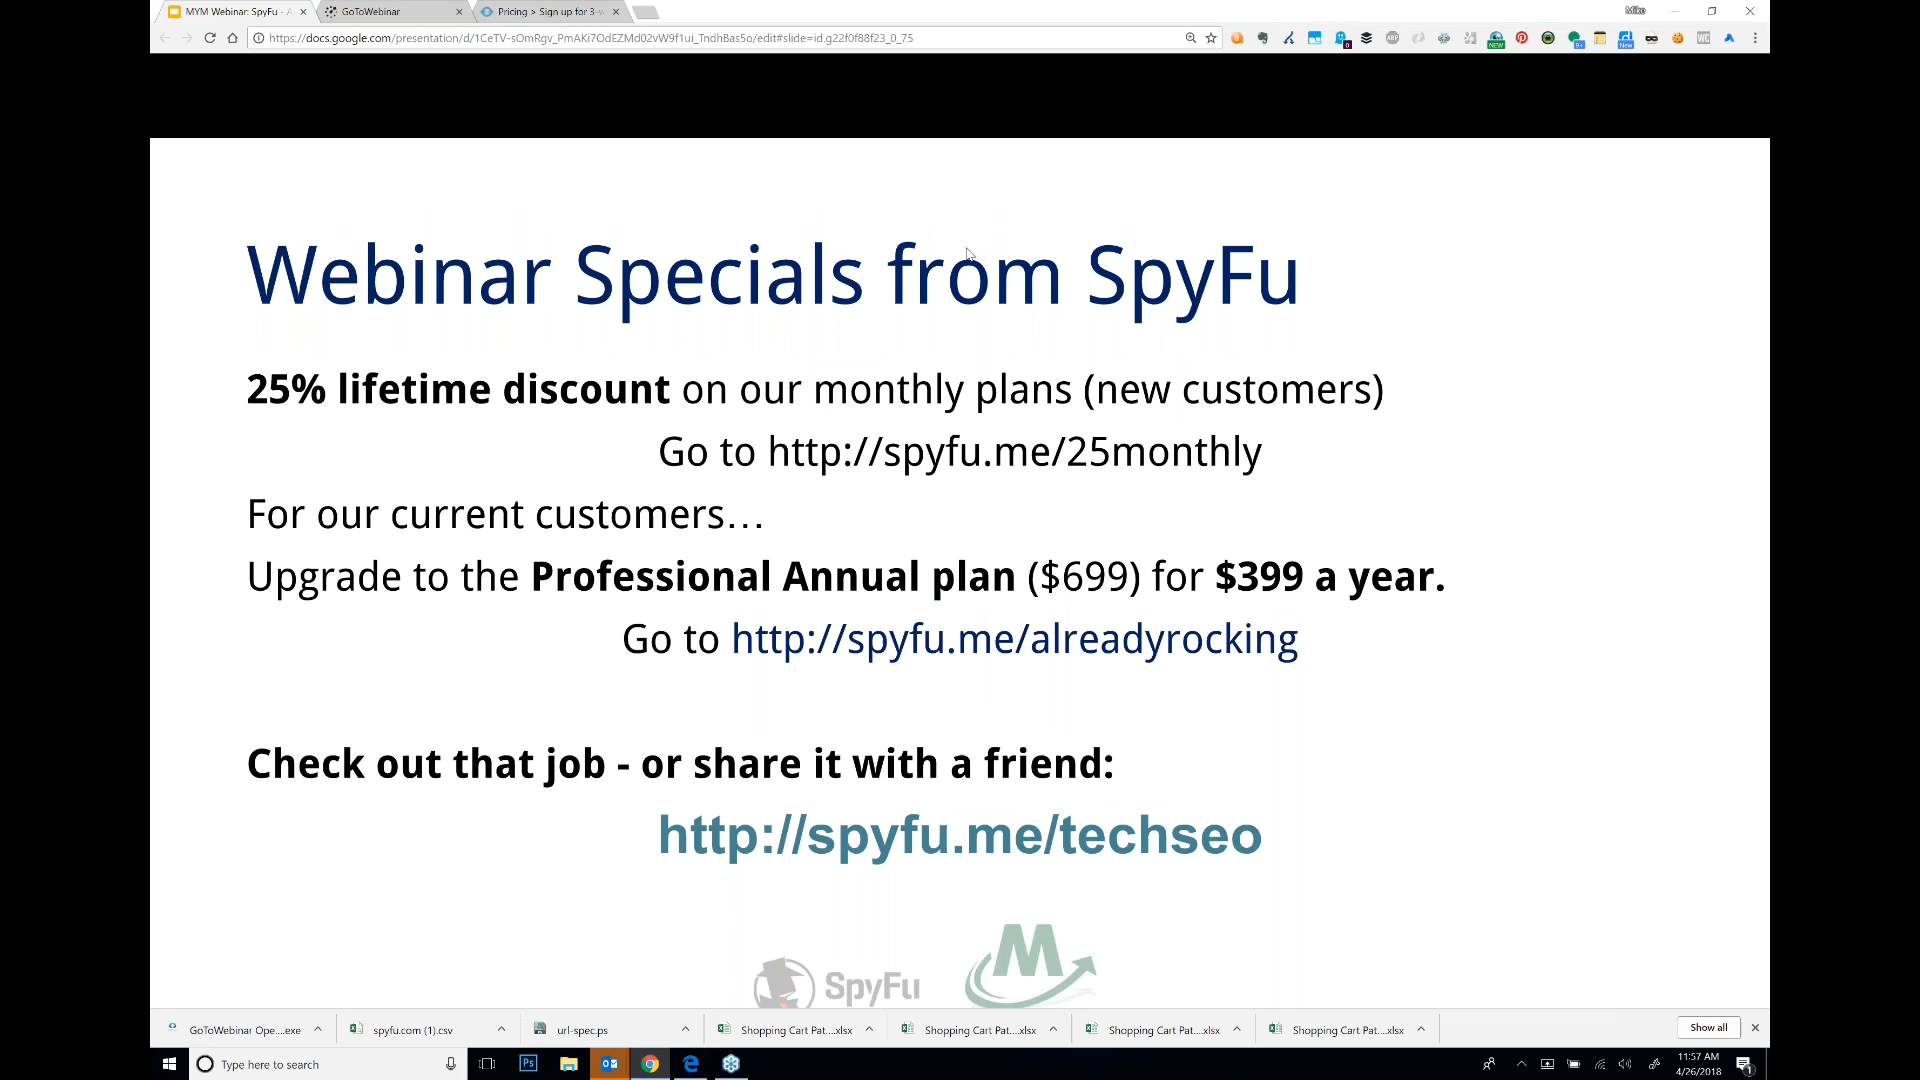 MYM Webinar: SpyFu - A
GoToWebinar
Pricing > Sign up for 3-
Mike
https://docs.google.com/presentation/d/1CeTV-sOmRgv_PmAKi7OdEZMd02vW9f1ui_TndhBas5o/edit#slide=id.g22f0f88f23_0_75
Webinar Specials from SpyFu
25% lifetime discount on our monthly plans (new customers)
Go to http://spyfu.me/25monthly
For our current customers…
Upgrade to the Professional Annual plan ($699) for $399 a year.
Go to http://spyfu.me/alreadyrocking
Check out that job - or share it with a friend:
http://spyfu.me/techseo
SpyFu M
GoToWebinar Ope....exe
spyfu.com (1).csv
url-spec.ps
Shopping Cart Pat....xlsx
Shopping Cart Pat....xlsx
Shopping Cart Pat....xlsx
Shopping Cart Pat....xlsx
Show all
Type here to search
Ps
11:57 AM
4/26/2018